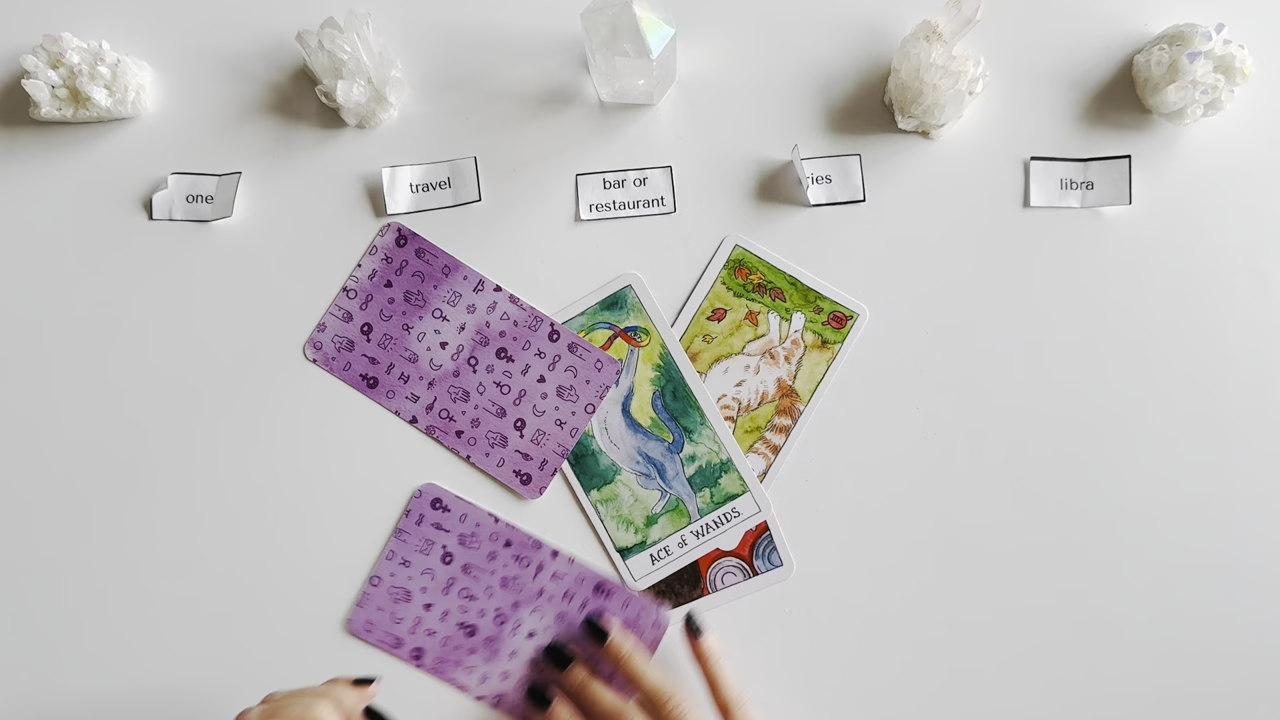 one
travel
bar or
restaurant
ries
libra
ACE of WANDS.